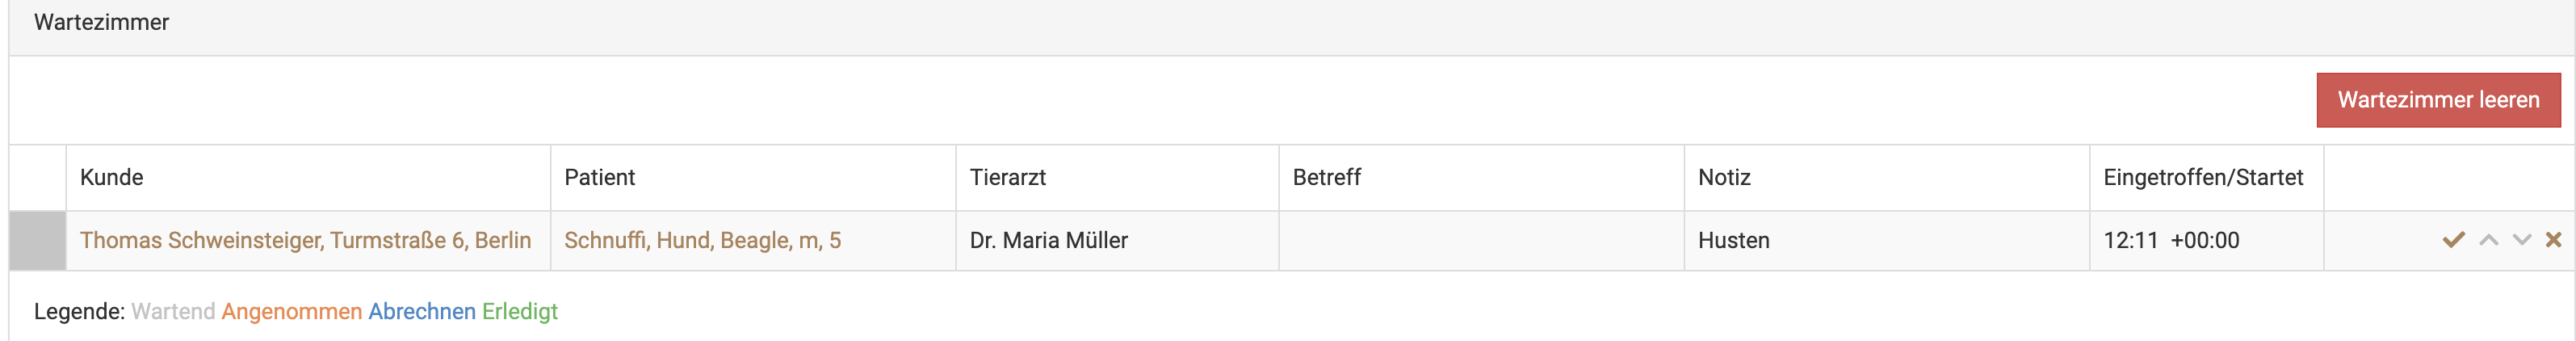 Wartezimmer
Wartezimmer leeren
Kunde Patient Tierarzt Betreff Notiz Eingetroffen/Startet
Thomas Schweinsteiger, Turmstraße 6, Berlin Schnuffi, Hund, Beagle, m, 5 Dr. Maria Müller Husten 12:11 +00:00
Legende: Wartend Angenommen Abrechnen Erledigt